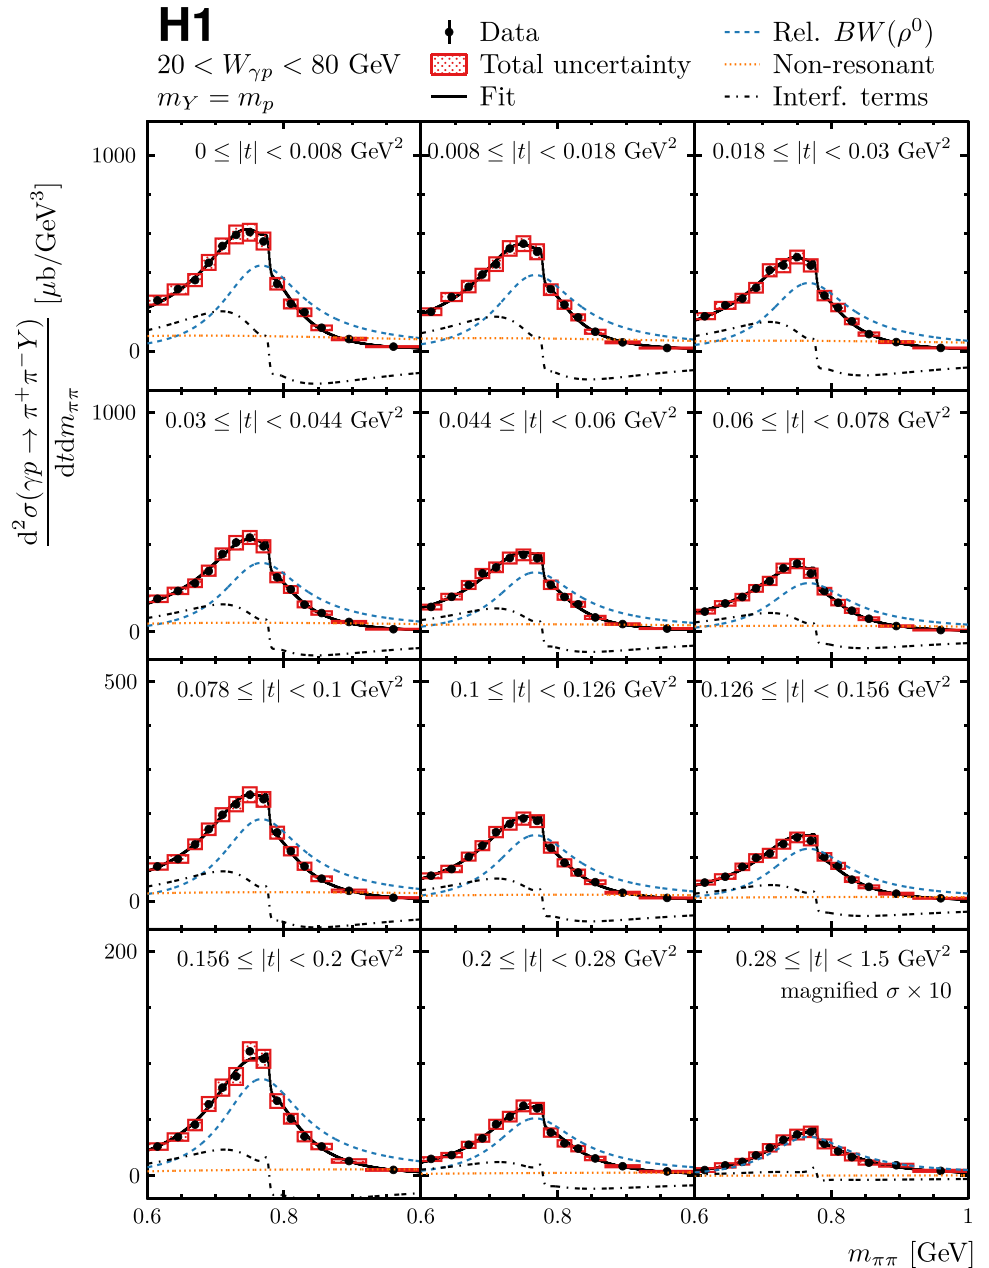 H1
20 < W_γp < 80 GeV
m_Y = m_p
Data
Total uncertainty
Fit
Rel. BW(ρ⁰)
Non-resonant
Interf. terms
d²σ(γp → π⁺π⁻Y) / dtdm_ππ [μb/GeV³]
1000
0
0 ≤ |t| < 0.008 GeV²
0.008 ≤ |t| < 0.018 GeV²
0.018 ≤ |t| < 0.03 GeV²
1000
0
0.03 ≤ |t| < 0.044 GeV²
0.044 ≤ |t| < 0.06 GeV²
0.06 ≤ |t| < 0.078 GeV²
500
0
0.078 ≤ |t| < 0.1 GeV²
0.1 ≤ |t| < 0.126 GeV²
0.126 ≤ |t| < 0.156 GeV²
200
100
0
0.156 ≤ |t| < 0.2 GeV²
0.2 ≤ |t| < 0.28 GeV²
0.28 ≤ |t| < 1.5 GeV²
magnified σ × 10
0.6 0.8 0.6 0.8 0.6 0.8 1
m_ππ [GeV]